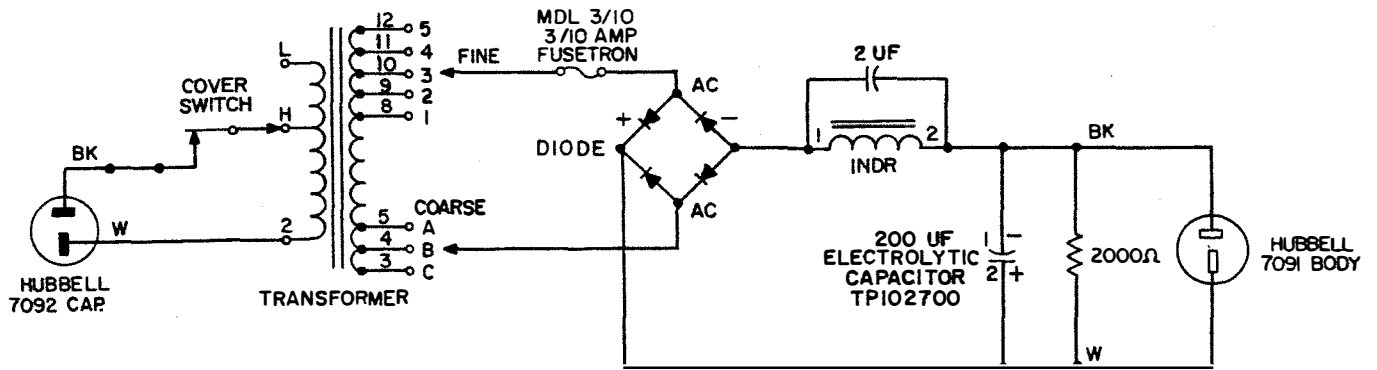 12
5
11
4
10
3
9
2
8
1
L
H
2
COVER
SWITCH
BK
W
HUBBELL
7092 CAP.
TRANSFORMER
FINE
MDL 3/10
3/10 AMP
FUSETRON
COARSE
5 A
4 B
3 C
AC
+
−
DIODE
AC
2 UF
1
2
INDR
BK
200 UF
ELECTROLYTIC
CAPACITOR
TP102700
1 −
2 +
2000Ω
W
HUBBELL
7091 BODY